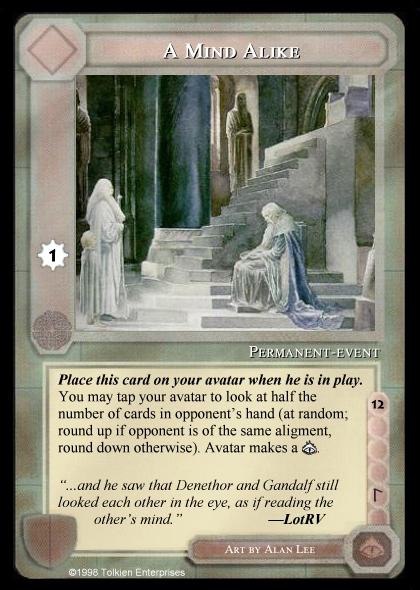 A Mind Alike
1
Permanent-event
Place this card on your avatar when he is in play.
You may tap your avatar to look at half the
number of cards in opponent's hand (at random;
round up if opponent is of the same aligment,
round down otherwise). Avatar makes a
12
7
“...and he saw that Denethor and Gandalf still
looked each other in the eye, as if reading the
other’s mind.” —LotRV
Art by Alan Lee
©1998 Tolkien Enterprises